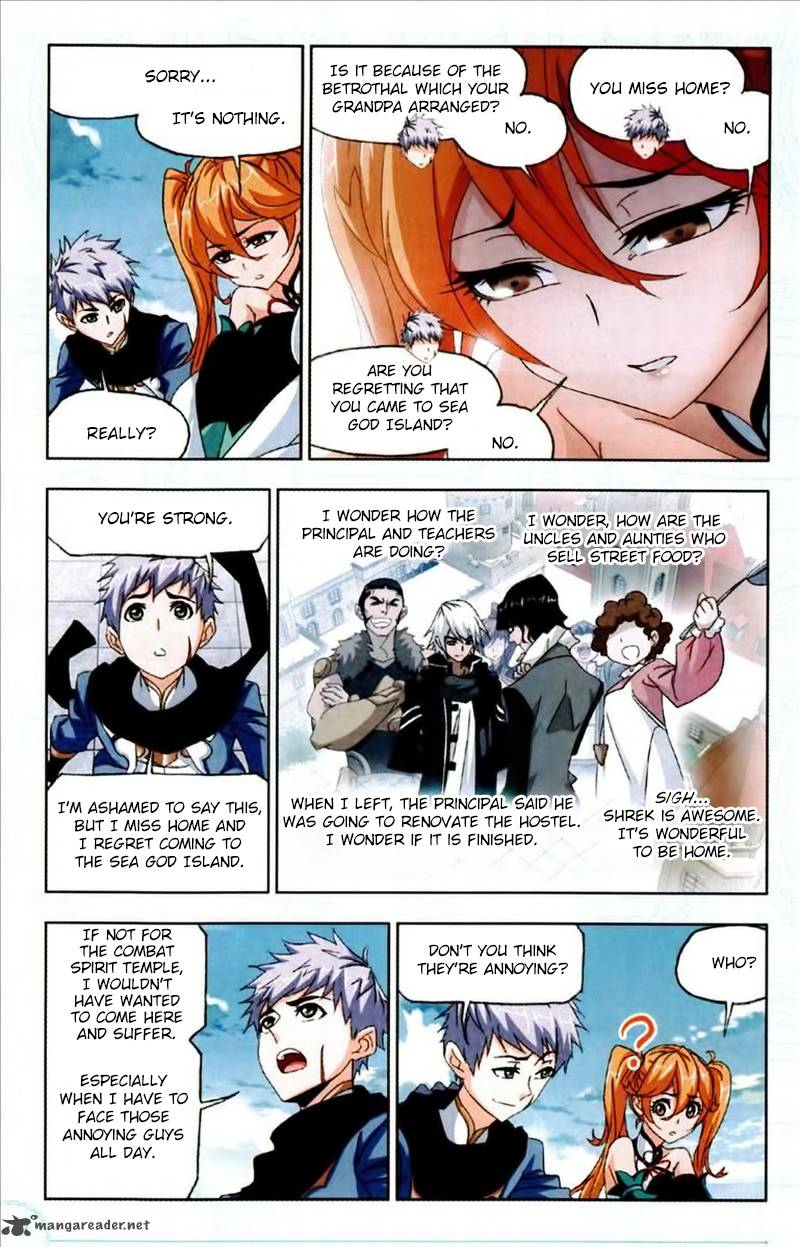 SORRY...
IT'S NOTHING.
REALLY?
IS IT BECAUSE OF THE
BETROTHAL WHICH YOUR
GRANDPA ARRANGED?
NO.
YOU MISS HOME?
NO.
ARE YOU
REGRETTING THAT
YOU CAME TO SEA
GOD ISLAND?
NO.
YOU'RE STRONG.
I'M ASHAMED TO SAY THIS,
BUT I MISS HOME AND
I REGRET COMING TO
THE SEA GOD ISLAND.
I WONDER HOW THE
PRINCIPAL AND TEACHERS
ARE DOING?
I WONDER, HOW ARE THE
UNCLES AND AUNTIES WHO
SELL STREET FOOD?
WHEN I LEFT, THE PRINCIPAL SAID HE
WAS GOING TO RENOVATE THE HOSTEL.
I WONDER IF IT IS FINISHED.
SIGH...
SHREK IS AWESOME.
IT'S WONDERFUL
TO BE HOME.
IF NOT FOR
THE COMBAT
SPIRIT TEMPLE,
I WOULDN'T
HAVE WANTED
TO COME HERE
AND SUFFER.
ESPECIALLY
WHEN I HAVE TO
FACE THOSE
ANNOYING GUYS
ALL DAY.
DON'T YOU THINK
THEY'RE ANNOYING?
WHO?
?
mangareader.net